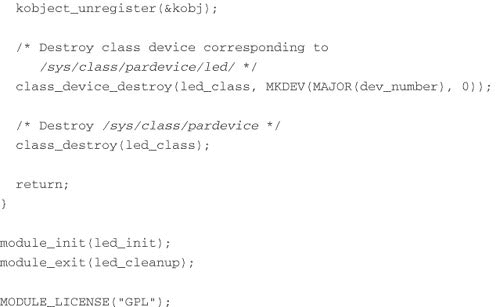 kobject_unregister(&kobj);
/* Destroy class device corresponding to
/sys/class/pardevice/led/ */
class_device_destroy(led_class, MKDEV(MAJOR(dev_number), 0));
/* Destroy /sys/class/pardevice */
class_destroy(led_class);
return;
}
module_init(led_init);
module_exit(led_cleanup);
MODULE_LICENSE("GPL");